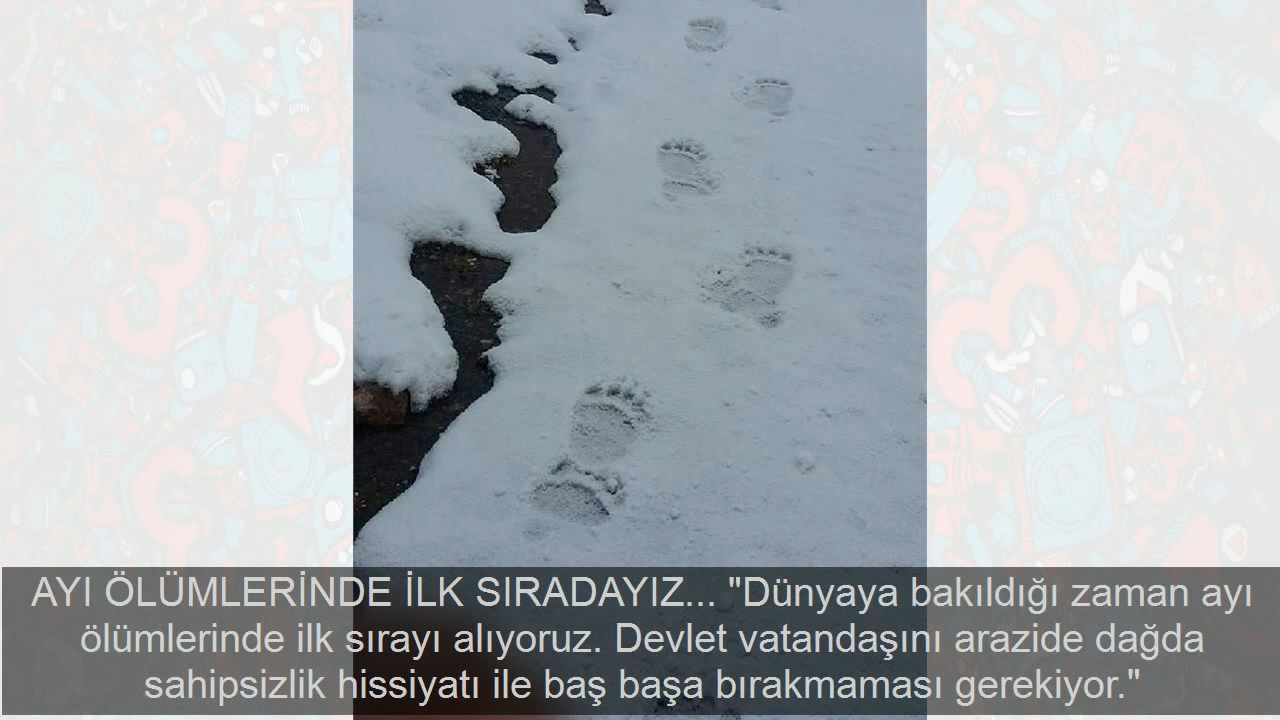 AYI ÖLÜMLERİNDE İLK SIRADAYIZ... "Dünyaya bakıldığı zaman ayı
ölümlerinde ilk sırayı alıyoruz. Devlet vatandaşını arazide dağda
sahipsizlik hissiyatı ile baş başa bırakmaması gerekiyor."